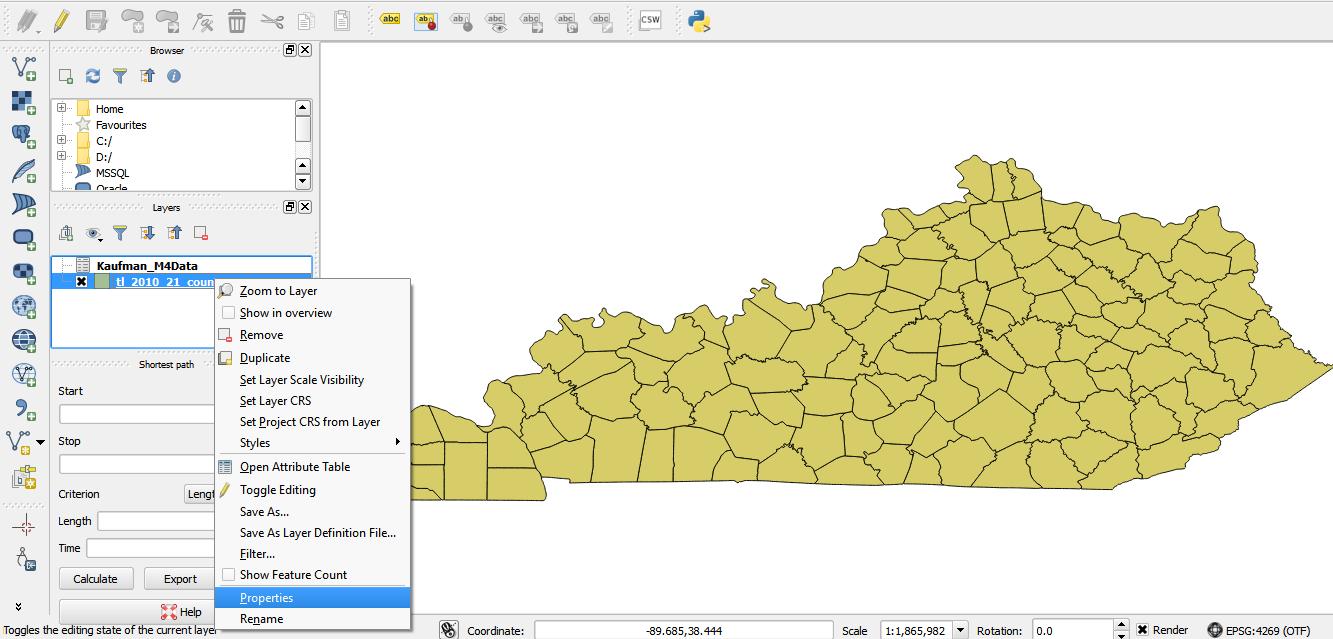 abc
abc
abc
abc
abc
abc
abc
CSW
Browser
Home
Favourites
C:/
D:/
MSSQL
Oracle
Layers
Kaufman_M4Data
tl_2010_21_coun
Zoom to Layer
Show in overview
Remove
Duplicate
Set Layer Scale Visibility
Set Layer CRS
Set Project CRS from Layer
Styles
Open Attribute Table
Toggle Editing
Save As...
Save As Layer Definition File...
Filter...
Show Feature Count
Properties
Rename
Shortest path
Start
Stop
Criterion
Lengt
Length
Time
Calculate
Export
Help
Toggles the editing state of the current layer
Coordinate:
-89.685,38.444
Scale
1:1,865,982
Rotation:
0.0
Render
EPSG:4269 (OTF)